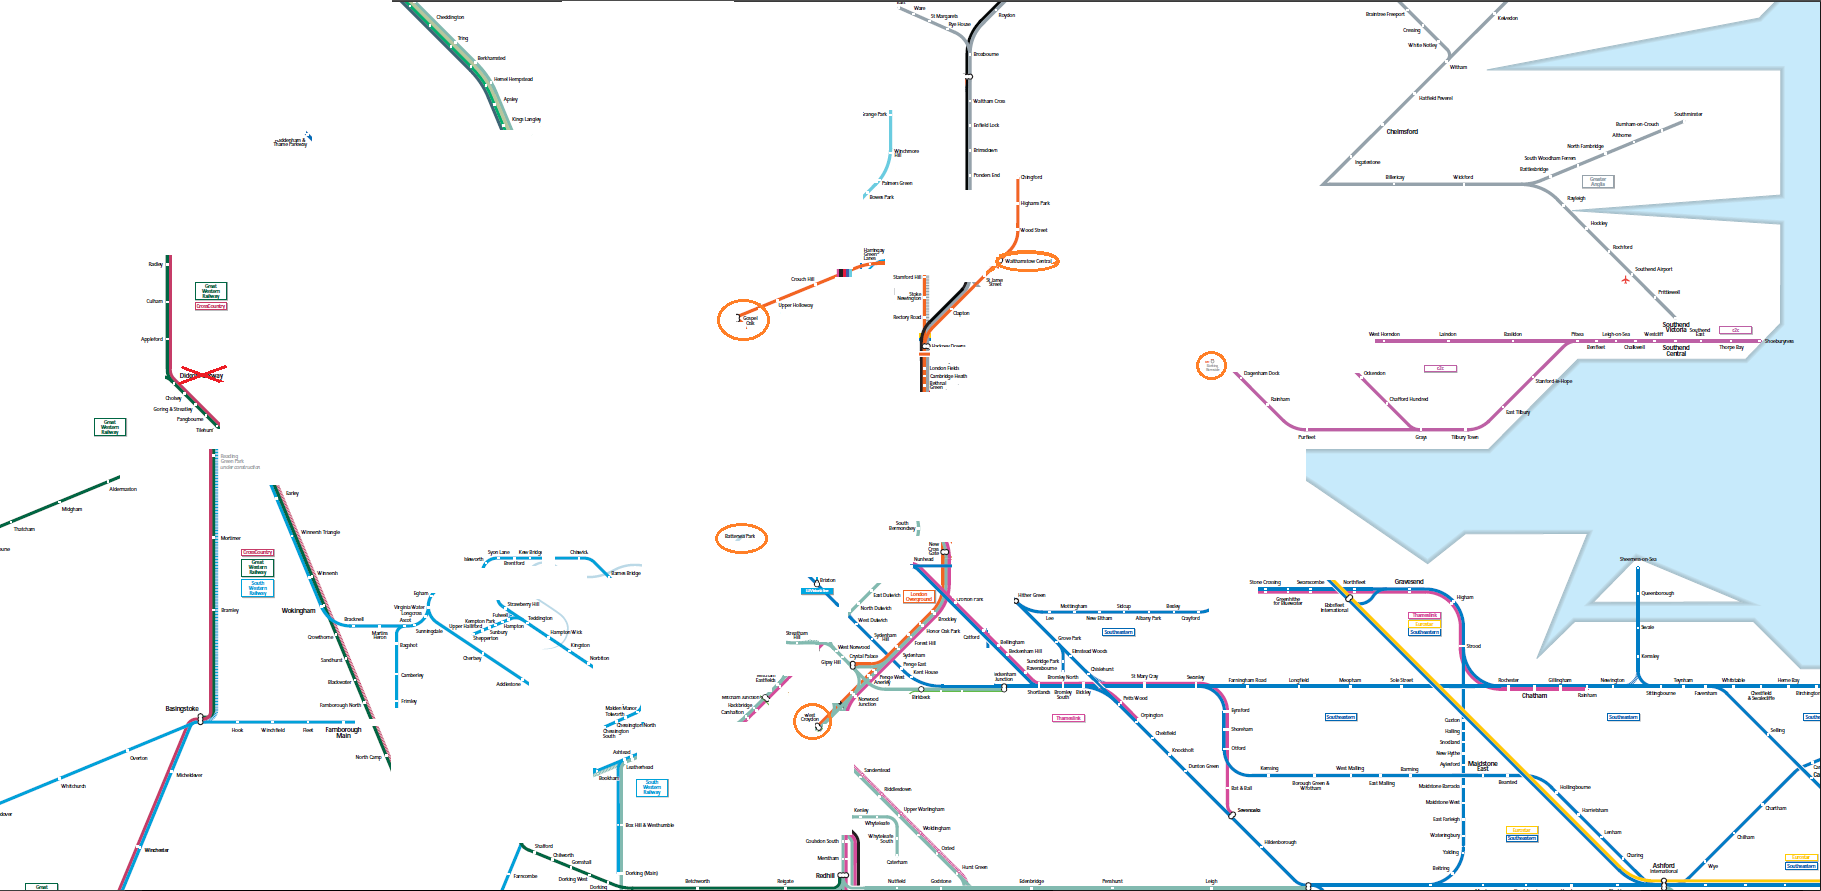 Cheddington
Tring
Berkhamsted
Hemel Hempstead
Apsley
Kings Langley
Ware
St Margarets
Rye House
Roydon
Broxbourne
Waltham Cross
Enfield Lock
Brimsdown
Ponders End
Braintree Freeport
Cressing
White Notley
Kelvedon
Witham
Hatfield Peverel
Chelmsford
Ingatestone
Billericay
Wickford
Southminster
Burnham-on-Crouch
Althorne
North Fambridge
South Woodham Ferrers
Battlesbridge
Greater
Anglia
Rayleigh
Hockley
Rochford
Southend Airport
Prittlewell
Southend
Victoria
Thame Parkway
Grange Park
Winchmore
Hill
Palmers Green
Bowes Park
Chingford
Highams Park
Wood Street
Walthamstow Central
St James
Street
Harringay
Green
Lanes
Crouch Hill
Upper Holloway
Gospel
Oak
Stamford Hill
Stoke
Newington
Rectory Road
Clapton
Hackney Downs
London Fields
Cambridge Heath
Bethnal
Green
Radley
Culham
Appleford
Great
Western
Railway
CrossCountry
Cholsey
Goring & Streatley
Pangbourne
Tilehurst
Great
Western
Railway
West Horndon
Laindon
Basildon
Pitsea
Leigh-on-Sea
Westcliff
Southend
East
c2c
Benfleet
Chalkwell
Southend
Central
Thorpe Bay
Shoeburyness
Dagenham Dock
Rainham
Purfleet
Ockendon
Chafford Hundred
c2c
Grays
Tilbury Town
East Tilbury
Stanford-le-Hope
Reading
Green Park
under construction
Aldermaston
Midgham
Thatcham
Mortimer
CrossCountry
Great
Western
Railway
South
Western
Railway
Bramley
Basingstoke
Earley
Winnersh Triangle
Winnersh
Wokingham
Bracknell
Martins
Heron
Ascot
Crowthorne
Sandhurst
Blackwater
Farnborough North
North Camp
Hook
Winchfield
Fleet
Farnborough
Main
Overton
Whitchurch
Micheldever
Winchester
Egham
Virginia Water
Longcross
Sunningdale
Bagshot
Camberley
Frimley
Chertsey
Addlestone
Syon Lane
Kew Bridge
Chiswick
Isleworth
Brentford
Barnes Bridge
Strawberry Hill
Fulwell
Teddington
Kempton Park
Hampton
Upper Halliford
Sunbury
Shepperton
Hampton Wick
Kingston
Norbiton
Malden Manor
Tolworth
Chessington North
Chessington
South
Ashtead
Leatherhead
Bookham
South
Western
Railway
Box Hill & Westhumble
Dorking (Main)
Shalford
Chilworth
Gomshall
Dorking West
Dorking
Farncombe
Betchworth
Reigate
Redhill
Battersea Park
South
Bermondsey
New
Cross
Gate
Nunhead
Brixton
East Dulwich
North Dulwich
West Dulwich
London
Overground
Crofton Park
Brockley
Honor Oak Park
Catford
Sydenham
Hill
Forest Hill
Streatham
Hill
West Norwood
Gipsy Hill
Crystal Palace
Sydenham
Penge East
Kent House
Penge West
Anerley
Birkbeck
Norwood
Junction
West
Croydon
Eastfields
Mitcham Junction
Hackbridge
Carshalton
Hither Green
Mottingham
Sidcup
Bexley
Lee
New Eltham
Albany Park
Crayford
Southeastern
Grove Park
Bellingham
Beckenham Hill
Elmstead Woods
Sundridge Park
Ravensbourne
Chislehurst
Beckenham
Junction
Bromley North
Shortlands
Bromley
South
Bickley
St Mary Cray
Swanley
Petts Wood
Thameslink
Orpington
Chelsfield
Knockholt
Dunton Green
Sevenoaks
Hildenborough
Eynsford
Shoreham
Otford
Bat & Ball
Kemsing
Borough Green &
Wrotham
West Malling
East Malling
Barming
Farningham Road
Longfield
Meopham
Sole Street
Southeastern
Stone Crossing
Swanscombe
Northfleet
Gravesend
Greenhithe
for Bluewater
Ebbsfleet
International
Higham
Thameslink
Eurostar
Southeastern
Strood
Rochester
Chatham
Gillingham
Rainham
Newington
Sittingbourne
Teynham
Faversham
Whitstable
Chestfield
& Swalecliffe
Herne Bay
Sheerness-on-Sea
Queenborough
Swale
Kemsley
Southeastern
Selling
Cuxton
Halling
Snodland
New Hythe
Aylesford
Maidstone
East
Maidstone Barracks
Maidstone West
East Farleigh
Wateringbury
Yalding
Beltring
Bearsted
Hollingbourne
Harrietsham
Lenham
Charing
Eurostar
Southeastern
Ashford
International
Wye
Chilham
Chartham
Eurostar
Southeastern
Sanderstead
Riddlesdown
Upper Warlingham
Woldingham
Oxted
Hurst Green
Kenley
Whyteleafe
Whyteleafe
South
Caterham
Coulsdon South
Merstham
Nutfield
Godstone
Edenbridge
Penshurst
Leigh
Great